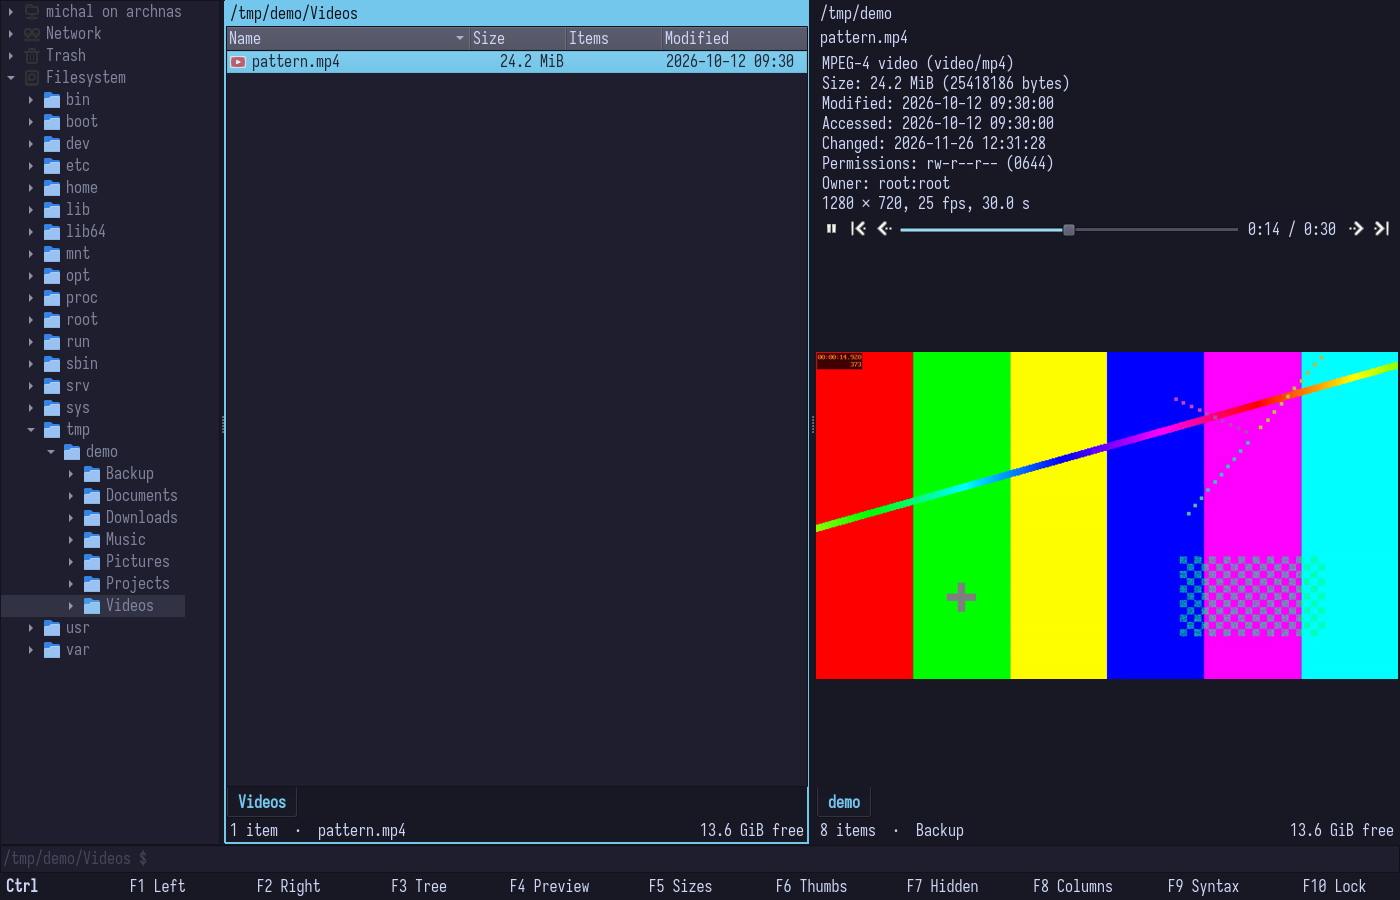 michal on archnas
Network
Trash
Filesystem
bin
boot
dev
etc
home
lib
lib64
mnt
opt
proc
root
run
sbin
srv
sys
tmp
demo
Backup
Documents
Downloads
Music
Pictures
Projects
Videos
usr
var
/tmp/demo/Videos
Name Size Items Modified
pattern.mp4 24.2 MiB 2026-10-12 09:30
Videos
1 item · pattern.mp4 13.6 GiB free
/tmp/demo
pattern.mp4
MPEG-4 video (video/mp4)
Size: 24.2 MiB (25418186 bytes)
Modified: 2026-10-12 09:30:00
Accessed: 2026-10-12 09:30:00
Changed: 2026-11-26 12:31:28
Permissions: rw-r--r-- (0644)
Owner: root:root
1280 × 720, 25 fps, 30.0 s
0:14 / 0:30
00:00:14.920
373
demo
8 items · Backup 13.6 GiB free
/tmp/demo/Videos $
Ctrl F1 Left F2 Right F3 Tree F4 Preview F5 Sizes F6 Thumbs F7 Hidden F8 Columns F9 Syntax F10 Lock